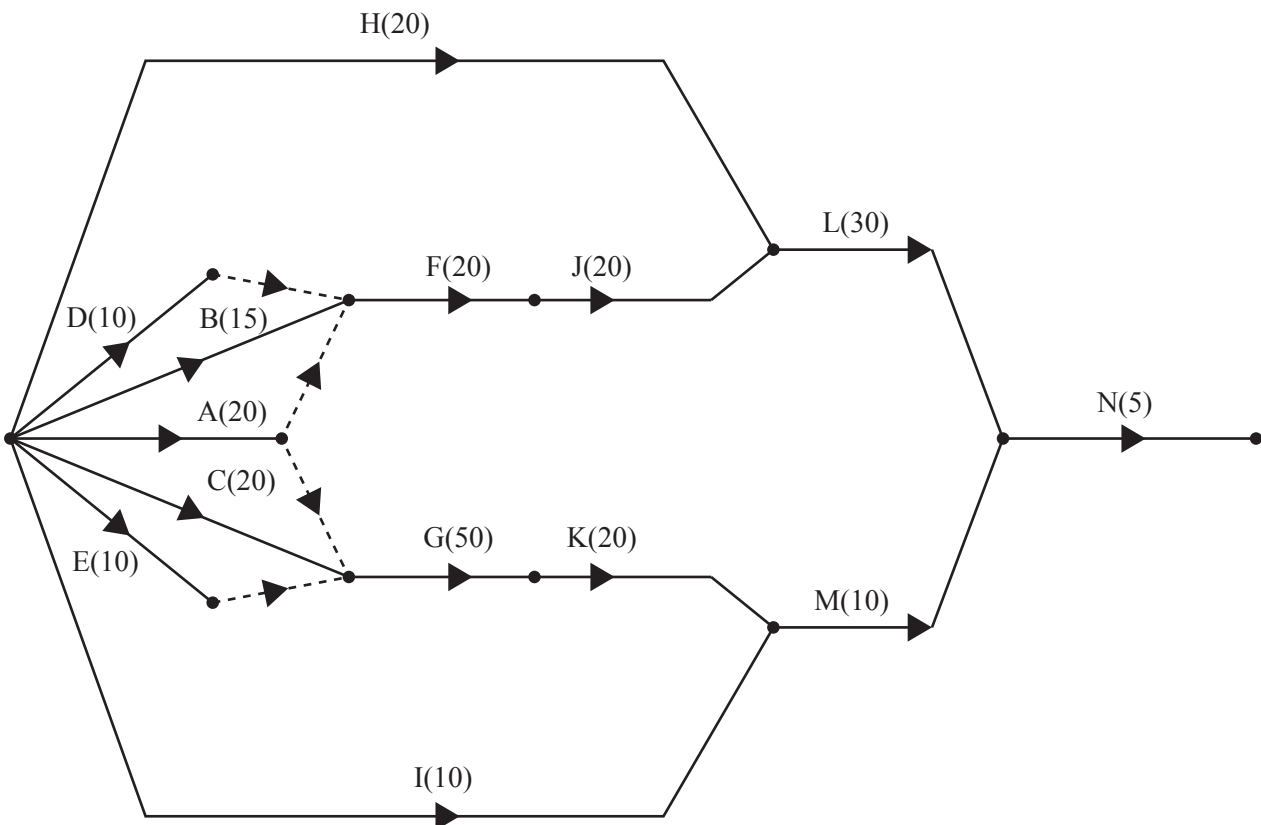 H(20)
L(30)
F(20)
J(20)
D(10)
B(15)
A(20)
N(5)
C(20)
G(50)
K(20)
E(10)
M(10)
I(10)